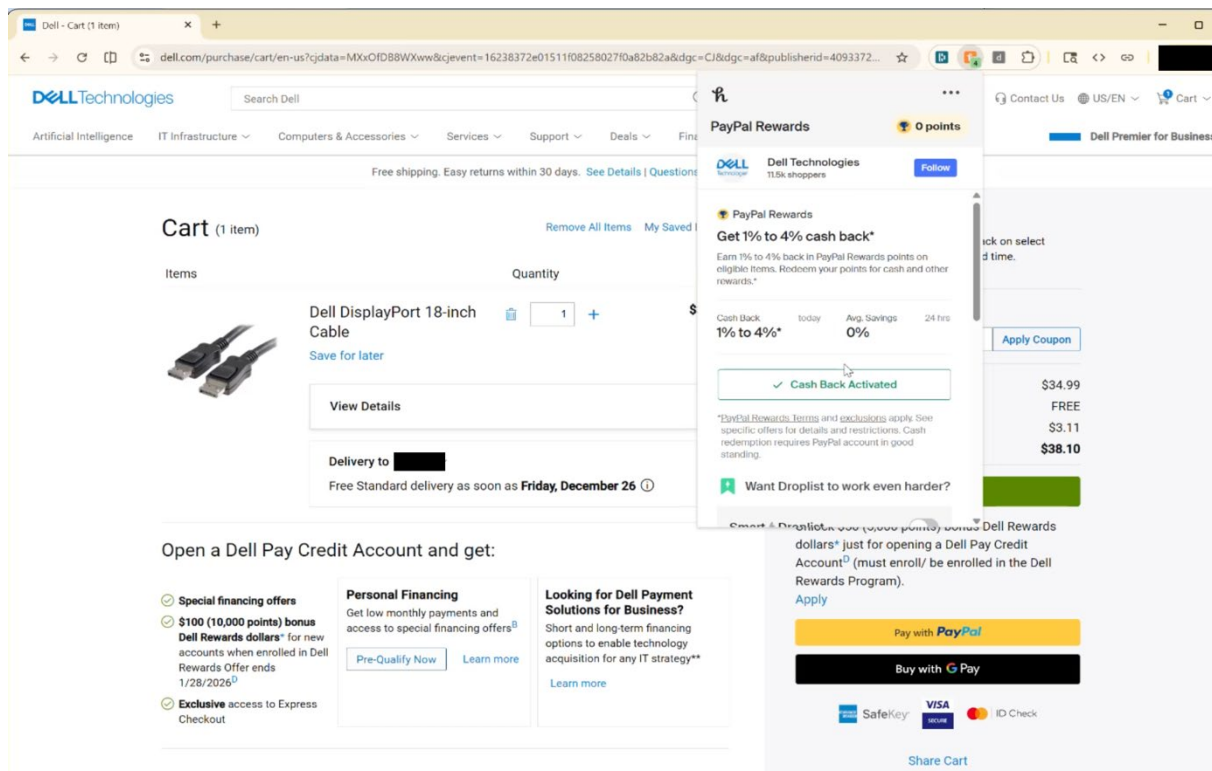 Dell - Cart (1 item)
dell.com/purchase/cart/en-us?cjdata=MXxOfDB8WXww&cjevent=16238372e01511f08258027f0a82b82a&dgc=CJ&dgc=af&publisherid=4093372...
DELLTechnologies
Search Dell
Contact Us
US/EN
Cart
Artificial Intelligence
IT Infrastructure
Computers & Accessories
Services
Support
Deals
Dell Premier for Business
Free shipping. Easy returns within 30 days. See Details | Questions
Cart (1 item)
Remove All Items
My Saved
Items
Quantity
Dell DisplayPort 18-inch
Cable
1
$
Save for later
View Details
Delivery to
Free Standard delivery as soon as Friday, December 26
PayPal Rewards
0 points
DELL Technologies
Dell Technologies
11.5k shoppers
Follow
PayPal Rewards
Get 1% to 4% cash back*
Earn 1% to 4% back in PayPal Rewards points on
eligible items. Redeem your points for cash and other
rewards.*
Cash Back today
1% to 4%*
Avg. Savings 24 hrs
0%
Cash Back Activated
*PayPal Rewards Terms and exclusions apply. See
specific offers for details and restrictions. Cash
redemption requires PayPal account in good
standing.
Want Droplist to work even harder?
on select
time.
Apply Coupon
$34.99
FREE
$3.11
$38.10
bonus Dell Rewards
dollars* just for opening a Dell Pay Credit
AccountD (must enroll/ be enrolled in the Dell
Rewards Program).
Apply
Pay with PayPal
Buy with G Pay
SafeKey
VISA
SECURE
ID Check
Share Cart
Open a Dell Pay Credit Account and get:
Special financing offers
$100 (10,000 points) bonus
Dell Rewards dollars* for new
accounts when enrolled in Dell
Rewards Offer ends
1/28/2026D
Exclusive access to Express
Checkout
Personal Financing
Get low monthly payments and
access to special financing offersB
Pre-Qualify Now
Learn more
Looking for Dell Payment
Solutions for Business?
Short and long-term financing
options to enable technology
acquisition for any IT strategy**
Learn more